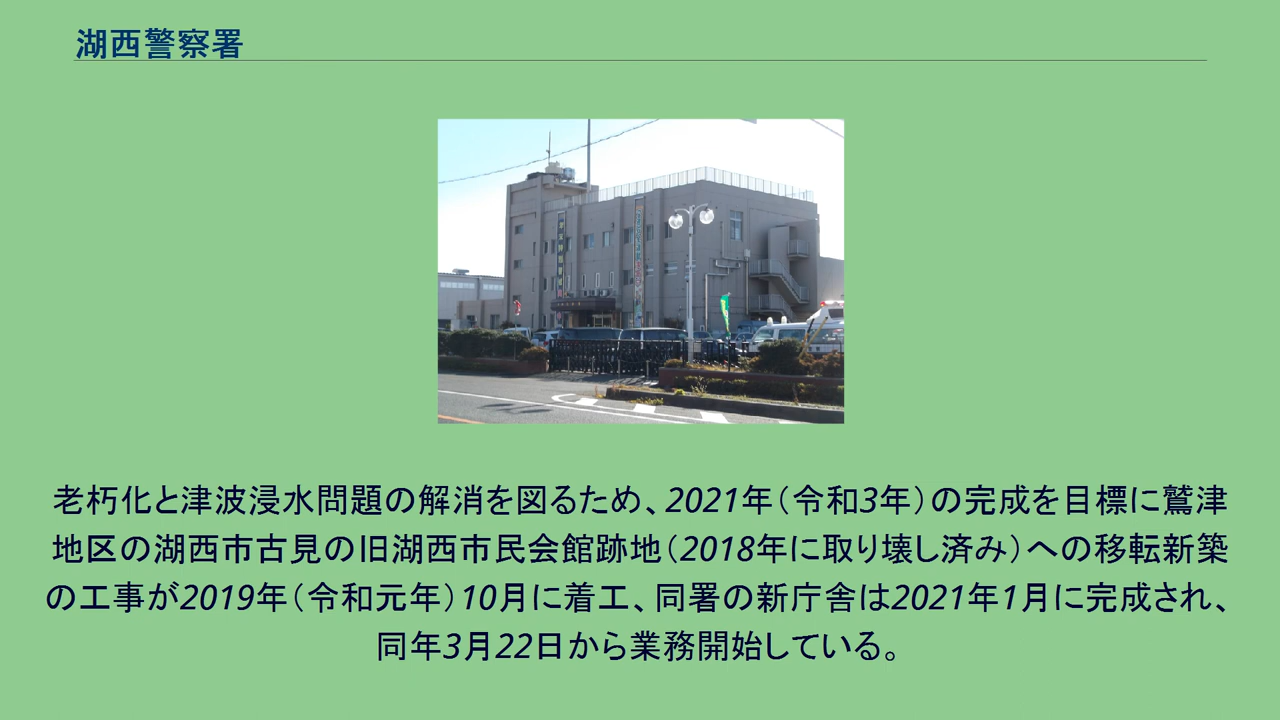 湖西警察署
老朽化と津波浸水問題の解消を図るため、2021年（令和3年）の完成を目標に鷲津
地区の湖西市古見の旧湖西市民会館跡地（2018年に取り壊し済み）への移転新築
の工事が2019年（令和元年）10月に着工、同署の新庁舎は2021年1月に完成され、
同年3月22日から業務開始している。